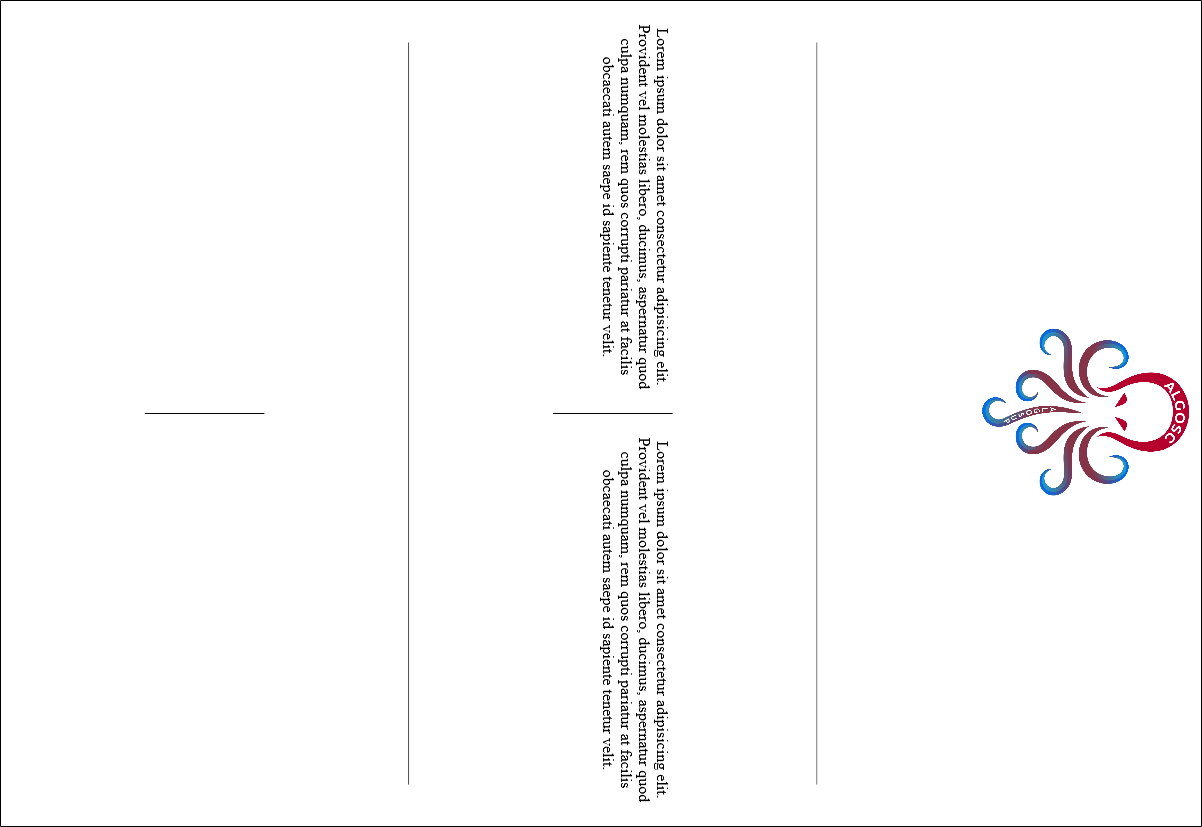 ALGOSC
ALGOSUP
Lorem ipsum dolor sit amet consectetur adipisicing elit.
Provident vel molestias libero, ducimus, aspernatur quod
culpa numquam, rem quos corrupti pariatur at facilis
obcaecati autem saepe id sapiente tenetur velit.
Lorem ipsum dolor sit amet consectetur adipisicing elit.
Provident vel molestias libero, ducimus, aspernatur quod
culpa numquam, rem quos corrupti pariatur at facilis
obcaecati autem saepe id sapiente tenetur velit.